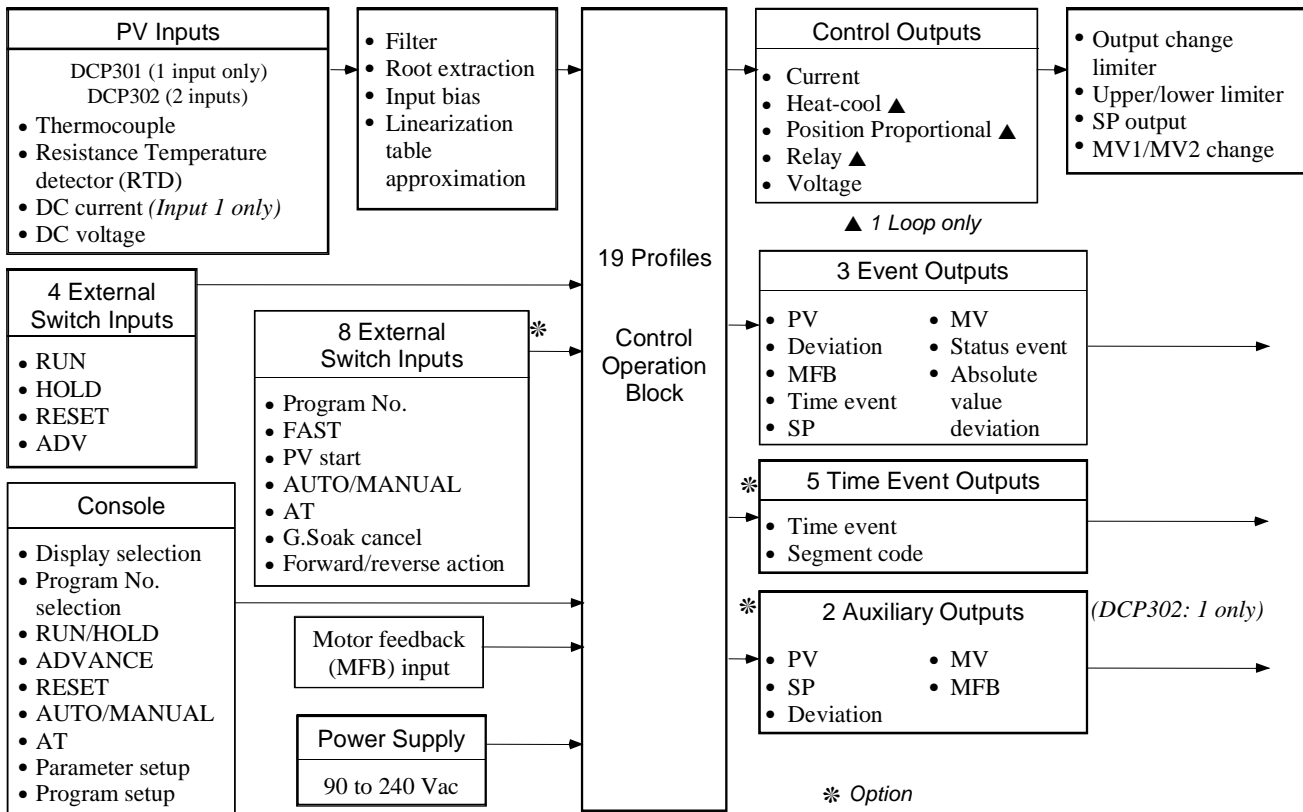 PV Inputs
DCP301 (1 input only)
DCP302 (2 inputs)
• Thermocouple
• Resistance Temperature
detector (RTD)
• DC current (Input 1 only)
• DC voltage
• Filter
• Root extraction
• Input bias
• Linearization
table
approximation
4 External
Switch Inputs
• RUN
• HOLD
• RESET
• ADV
8 External
Switch Inputs
❋
• Program No.
• FAST
• PV start
• AUTO/MANUAL
• AT
• G.Soak cancel
• Forward/reverse action
Console
• Display selection
• Program No.
selection
• RUN/HOLD
• ADVANCE
• RESET
• AUTO/MANUAL
• AT
• Parameter setup
• Program setup
Motor feedback
(MFB) input
Power Supply
90 to 240 Vac
19 Profiles
Control
Operation
Block
Control Outputs
• Current
• Heat-cool ▲
• Position Proportional ▲
• Relay ▲
• Voltage
▲ 1 Loop only
• Output change
limiter
• Upper/lower limiter
• SP output
• MV1/MV2 change
3 Event Outputs
• PV
• Deviation
• MFB
• Time event
• SP
• MV
• Status event
• Absolute
value
deviation
❋
5 Time Event Outputs
• Time event
• Segment code
❋
2 Auxiliary Outputs
(DCP302: 1 only)
• PV
• SP
• Deviation
• MV
• MFB
❋ Option